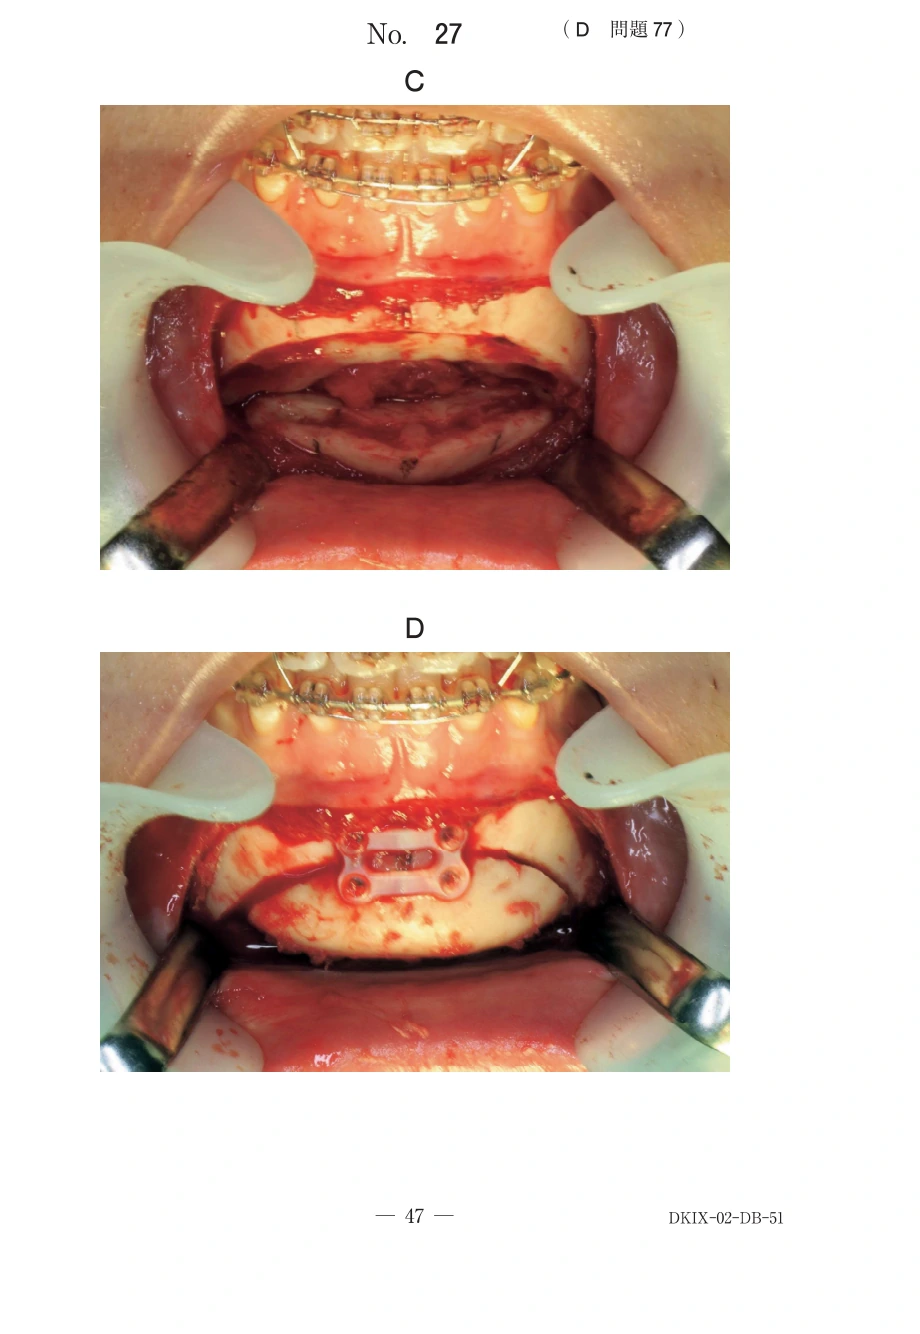 No. 27 （D 問題 77）
C
D
— 47 —
DKIX-02-DB-51